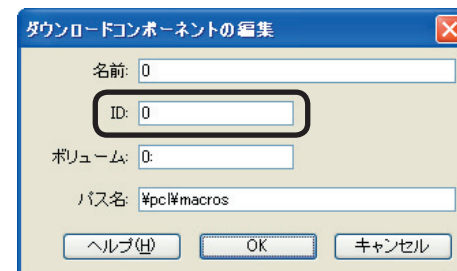 ダウンロードコンポーネントの編集
名前: 0
ID: 0
ボリューム: 0:
パス名: ¥pcl¥macros
ヘルプ(H) OK キャンセル